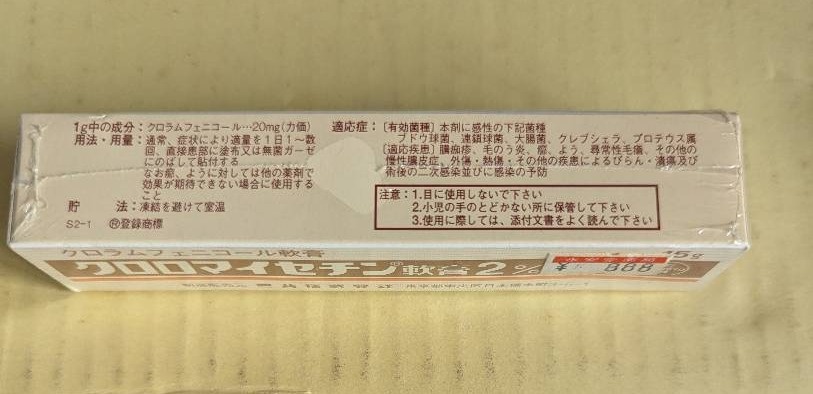 1g中の成分：クロラムフェニコール…20mg(力価)
用法・用量：通常、症状により適量を1日1〜数
回、直接患部に塗布又は無菌ガーゼ
にのばして貼付する
なお癤、ように対しては他の薬剤で
効果が期待できない場合に使用する
こと
貯　　法：凍結を避けて室温
S2-1　Ⓡ登録商標
適応症：〔有効菌種〕本剤に感性の下記菌種
ブドウ球菌、連鎖球菌、大腸菌、クレブシェラ、プロテウス属
〔適応疾患〕膿痂疹、毛のう炎、癤、よう、尋常性毛瘡、その他の
慢性膿皮症、外傷・熱傷・その他の疾患によるびらん・潰瘍及び
術後の二次感染並びに感染の予防
注意：1.目に使用しないで下さい
2.小児の手のとどかない所に保管して下さい
3.使用に際しては、添付文書をよく読んで下さい
クロラムフェニコール軟膏
クロロマイセチン®軟膏2%
5g
¥ 888